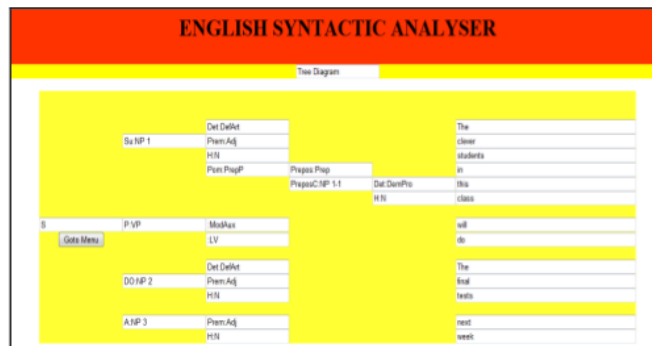 ENGLISH SYNTACTIC ANALYSER
Tree Diagram
Det:DefArt The
Su:NP 1 Prem:Adj clever
H:N students
Pom:PrepP Prepos:Prep in
PreposC:NP 1-1 Det:DemPro this
H:N class
S P:VP :ModAux will
Goto Menu :LV do
Det:DefArt The
DO:NP 2 Prem:Adj final
H:N tests
A:NP 3 Prem:Adj next
H:N week